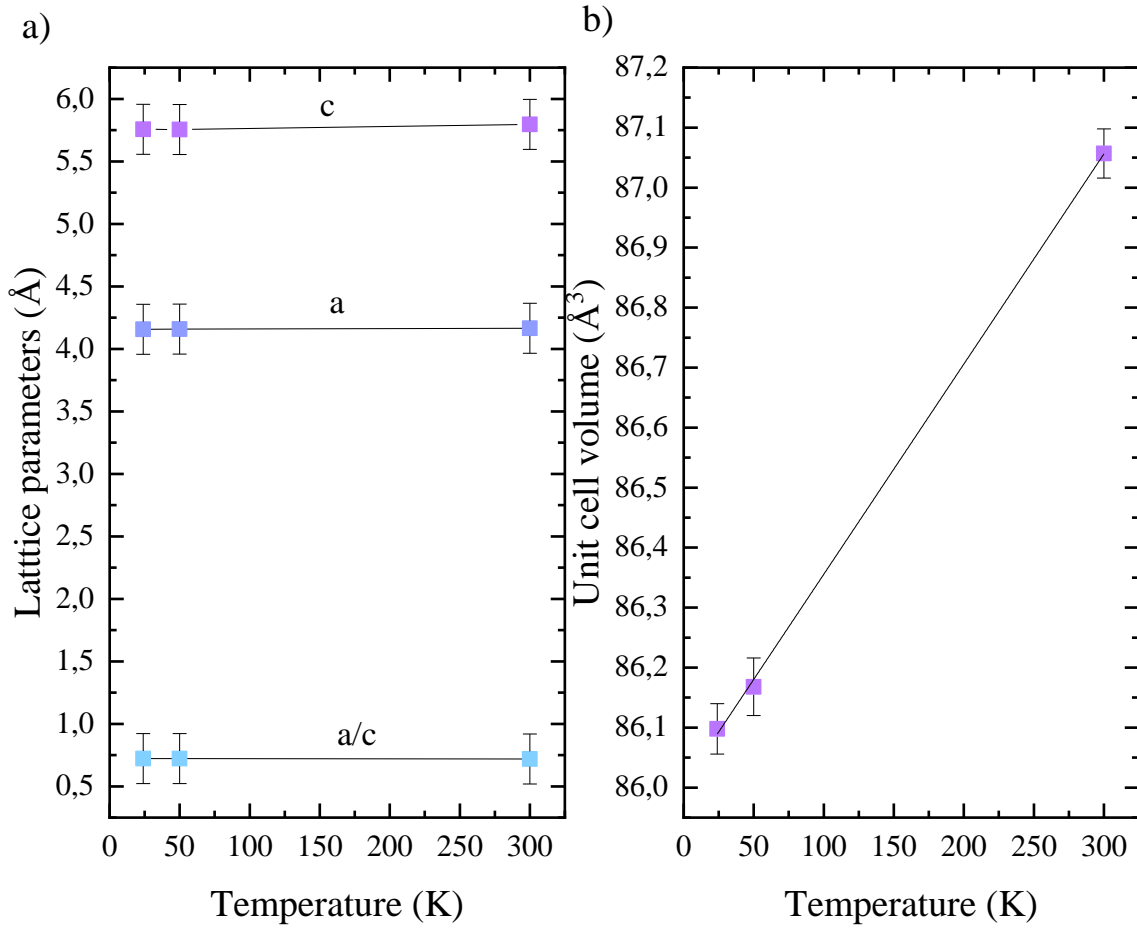 a)
6,0
5,5
5,0
4,5
4,0
3,5
3,0
2,5
2,0
1,5
1,0
0,5
Latttice parameters (Å)
c
a
a/c
0 50 100 150 200 250 300
Temperature (K)
b)
87,2
87,1
87,0
86,9
86,8
86,7
86,6
86,5
86,4
86,3
86,2
86,1
86,0
Unit cell volume (Å³)
0 50 100 150 200 250 300
Temperature (K)